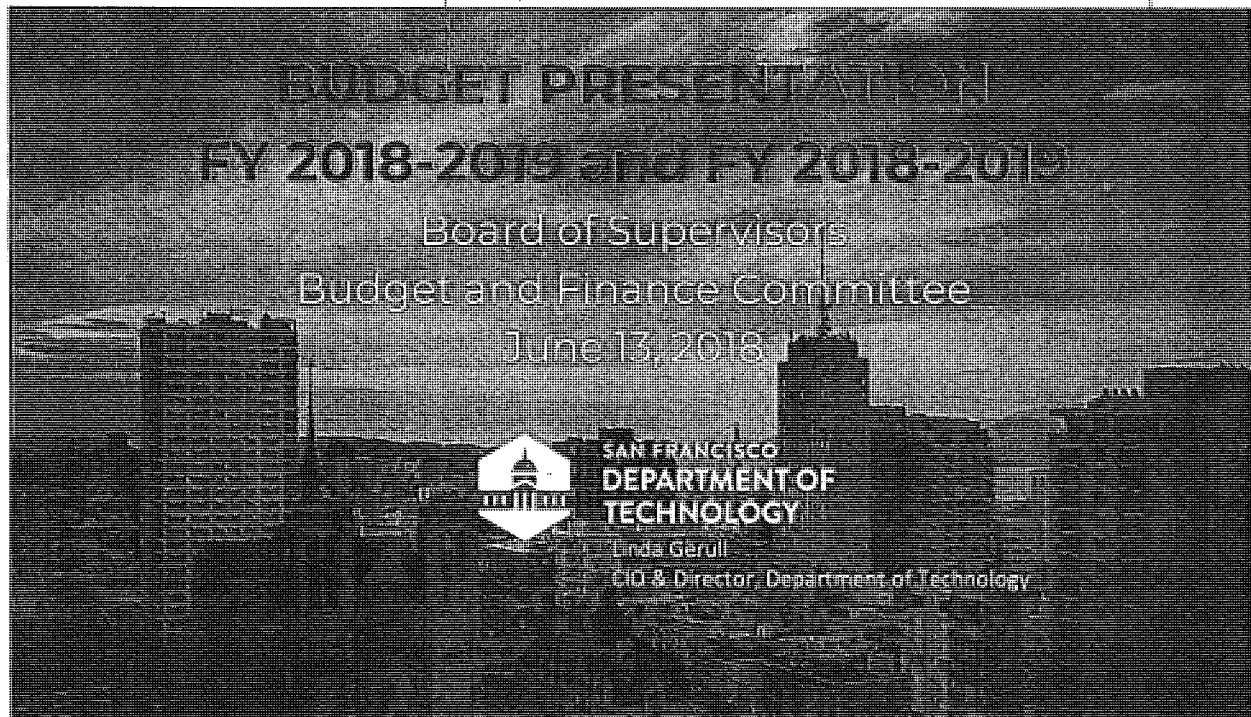 BUDGET PRESENTATION
FY 2018-2019 and FY 2018-2019
Board of Supervisors
Budget and Finance Committee
June 13, 2018
SAN FRANCISCO
DEPARTMENT OF
TECHNOLOGY
Linda Gerull
CIO & Director, Department of Technology